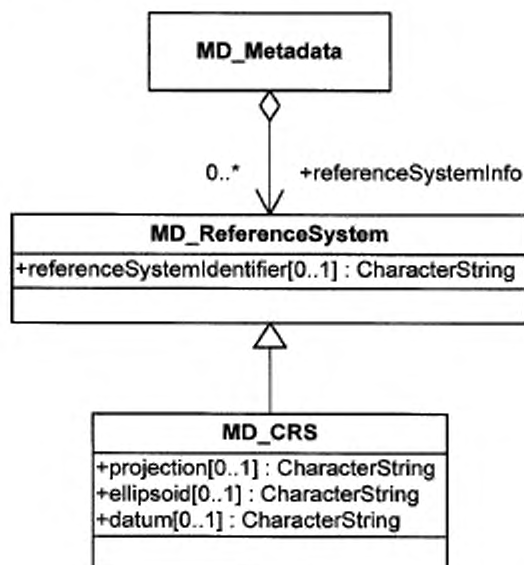 MD_Metadata
0..* +referenceSystemInfo
MD_ReferenceSystem
+referenceSystemIdentifier[0..1] : CharacterString
MD_CRS
+projection[0..1] : CharacterString
+ellipsoid[0..1] : CharacterString
+datum[0..1] : CharacterString